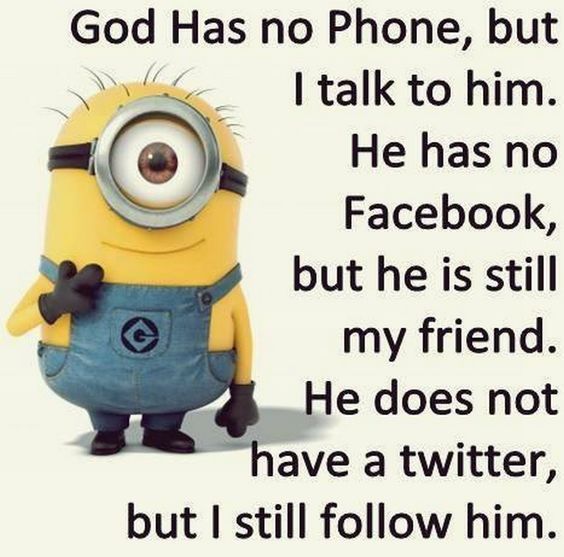 God Has no Phone, but
I talk to him.
He has no
Facebook,
but he is still
my friend.
He does not
have a twitter,
but I still follow him.